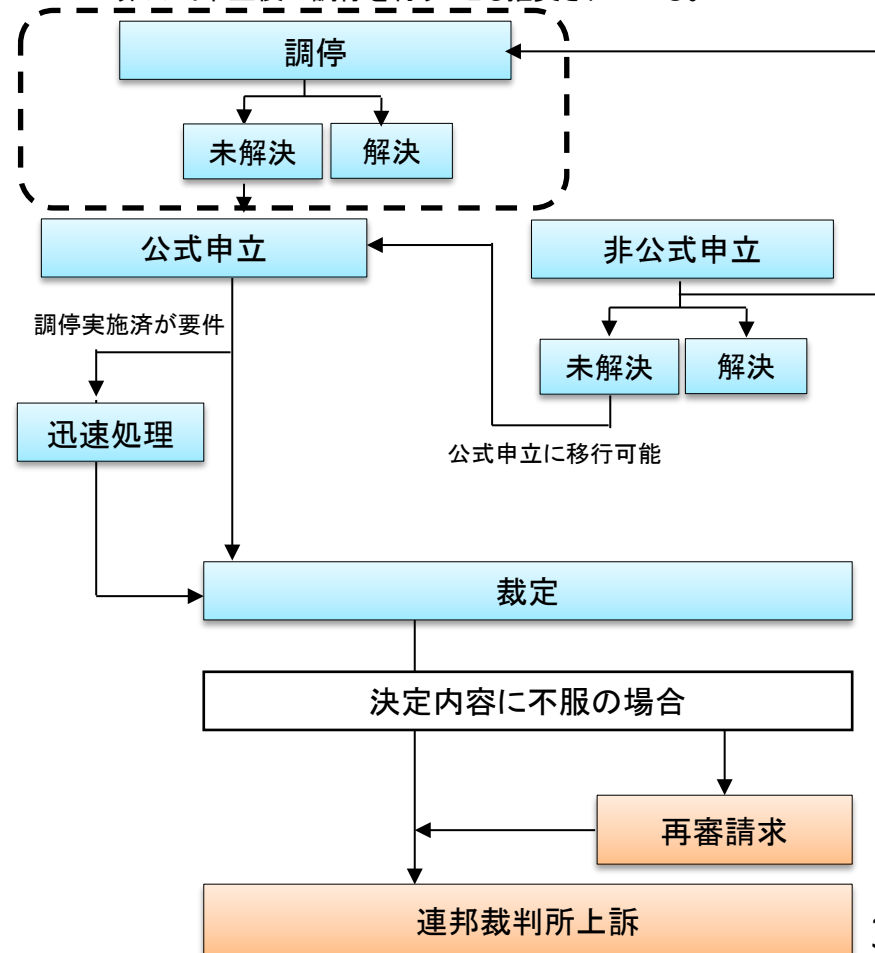 調停
未解決
解決
公式申立
非公式申立
調停実施済が要件
未解決
解決
迅速処理
公式申立に移行可能
裁定
決定内容に不服の場合
再審請求
連邦裁判所上訴